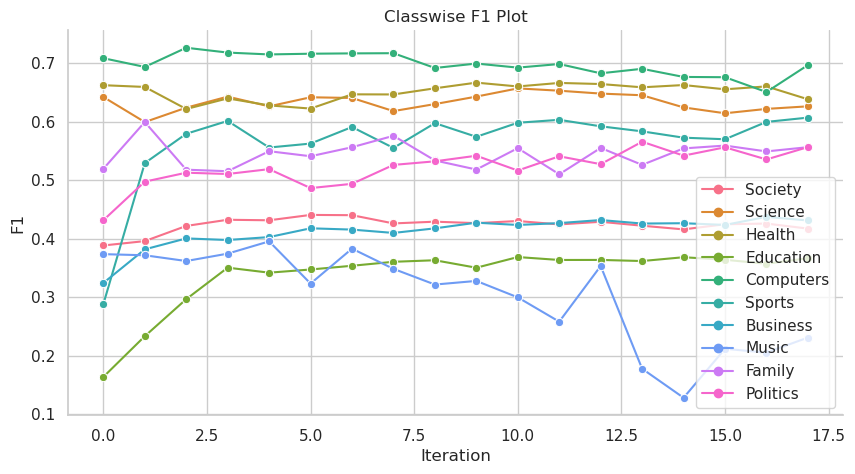 Classwise F1 Plot
F1
0.7
0.6
0.5
0.4
0.3
0.2
0.1
Society
Science
Health
Education
Computers
Sports
Business
Music
Family
Politics
0.0 2.5 5.0 7.5 10.0 12.5 15.0 17.5
Iteration